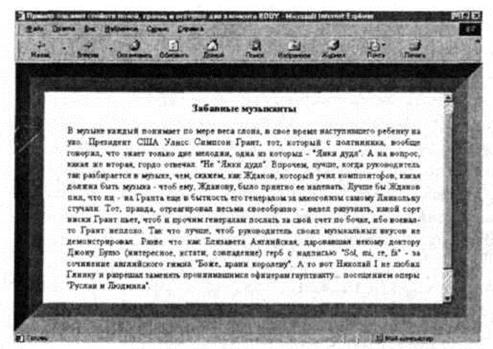 Пример задания свойств полей, границ и отступов для элемента BODY - Microsoft Internet Explorer
Файл Правка Вид Избранное Сервис Справка
Назад Вперед Остановить Обновить Домой Поиск Избранное Журнал Почта Печать
Забавные музыканты
В музыке каждый понимает по мере веса слона, в свое время наступившего ребенку на
ухо. Президент США Улисс Симпсон Грант, тот, который с полтинника, вообще
говорил, что знает только две мелодии, одна из которых - "Янки дудл". А на вопрос,
какая же вторая, гордо отвечал "Не "Янки дудл". Впрочем, лучше, когда руководитель
так разбирается в музыке, чем, скажем, как Жданов, который учил композиторов, какая
должна быть музыка - чтоб ему, Жданову, было приятно ее напевать. Лучше бы Жданов
пил, что ли - на Гранта еще в бытность его генералом за алкоголизм самому Линкольну
стучали. Тот, правда, отреагировал весьма своеобразно - велел разузнать, какой сорт
виски Грант пьет, чтоб и прочим генералам послать за свой счет по бочке, ибо воевал-
то Грант неплохо. Так что лучше, чтоб руководитель своих музыкальных вкусов не
демонстрировал. Разве что как Елизавета Английская, даровавшая некому доктору
Джону Булю (интересное, кстати, совпадение) герб с надписью "Sol, mi, re, fa" - за
сочинение английского гимна "Боже, храни королеву". А то вот Николай I не любил
Глинку и разрешал заменять провинившимся офицерам гауптвахту... посещением оперы
"Руслан и Людмила".
Готово Мой компьютер